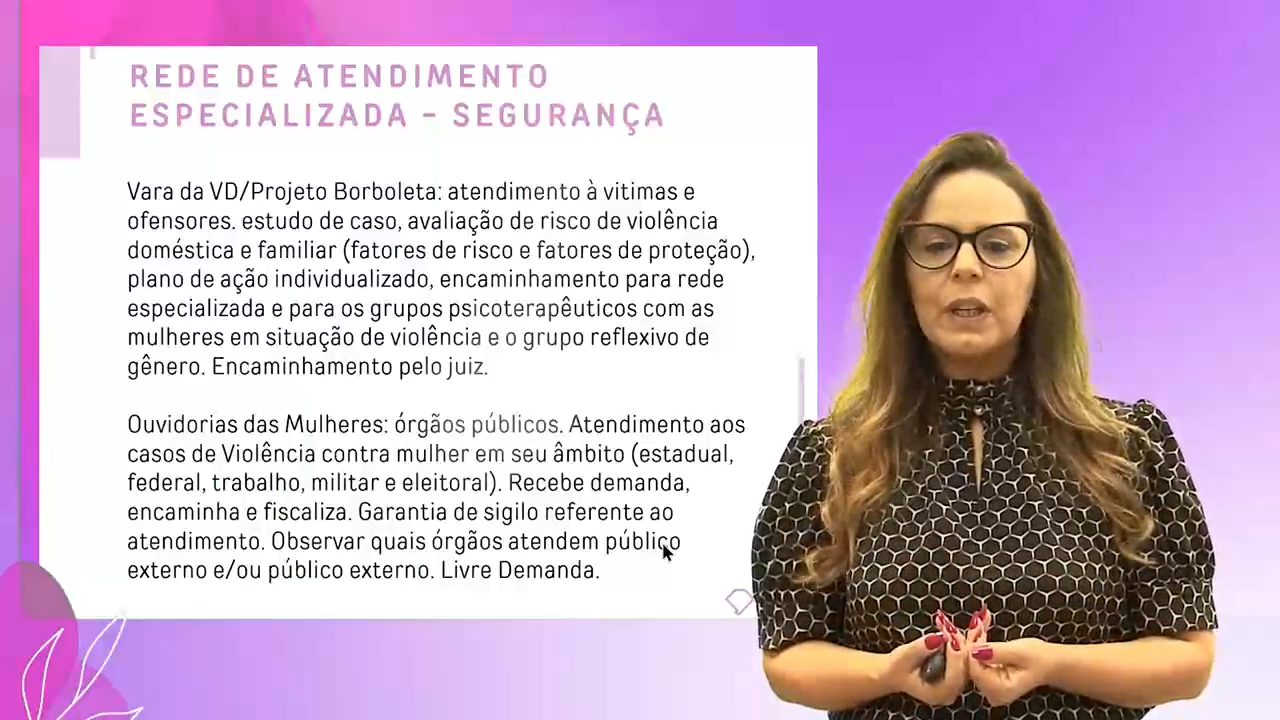 REDE DE ATENDIMENTO
ESPECIALIZADA – SEGURANÇA
Vara da VD/Projeto Borboleta: atendimento à vitimas e
ofensores. estudo de caso, avaliação de risco de violência
doméstica e familiar (fatores de risco e fatores de proteção),
plano de ação individualizado, encaminhamento para rede
especializada e para os grupos psicoterapêuticos com as
mulheres em situação de violência e o grupo reflexivo de
gênero. Encaminhamento pelo juiz.
Ouvidorias das Mulheres: órgãos públicos. Atendimento aos
casos de Violência contra mulher em seu âmbito (estadual,
federal, trabalho, militar e eleitoral). Recebe demanda,
encaminha e fiscaliza. Garantia de sigilo referente ao
atendimento. Observar quais órgãos atendem público
externo e/ou público externo. Livre Demanda.